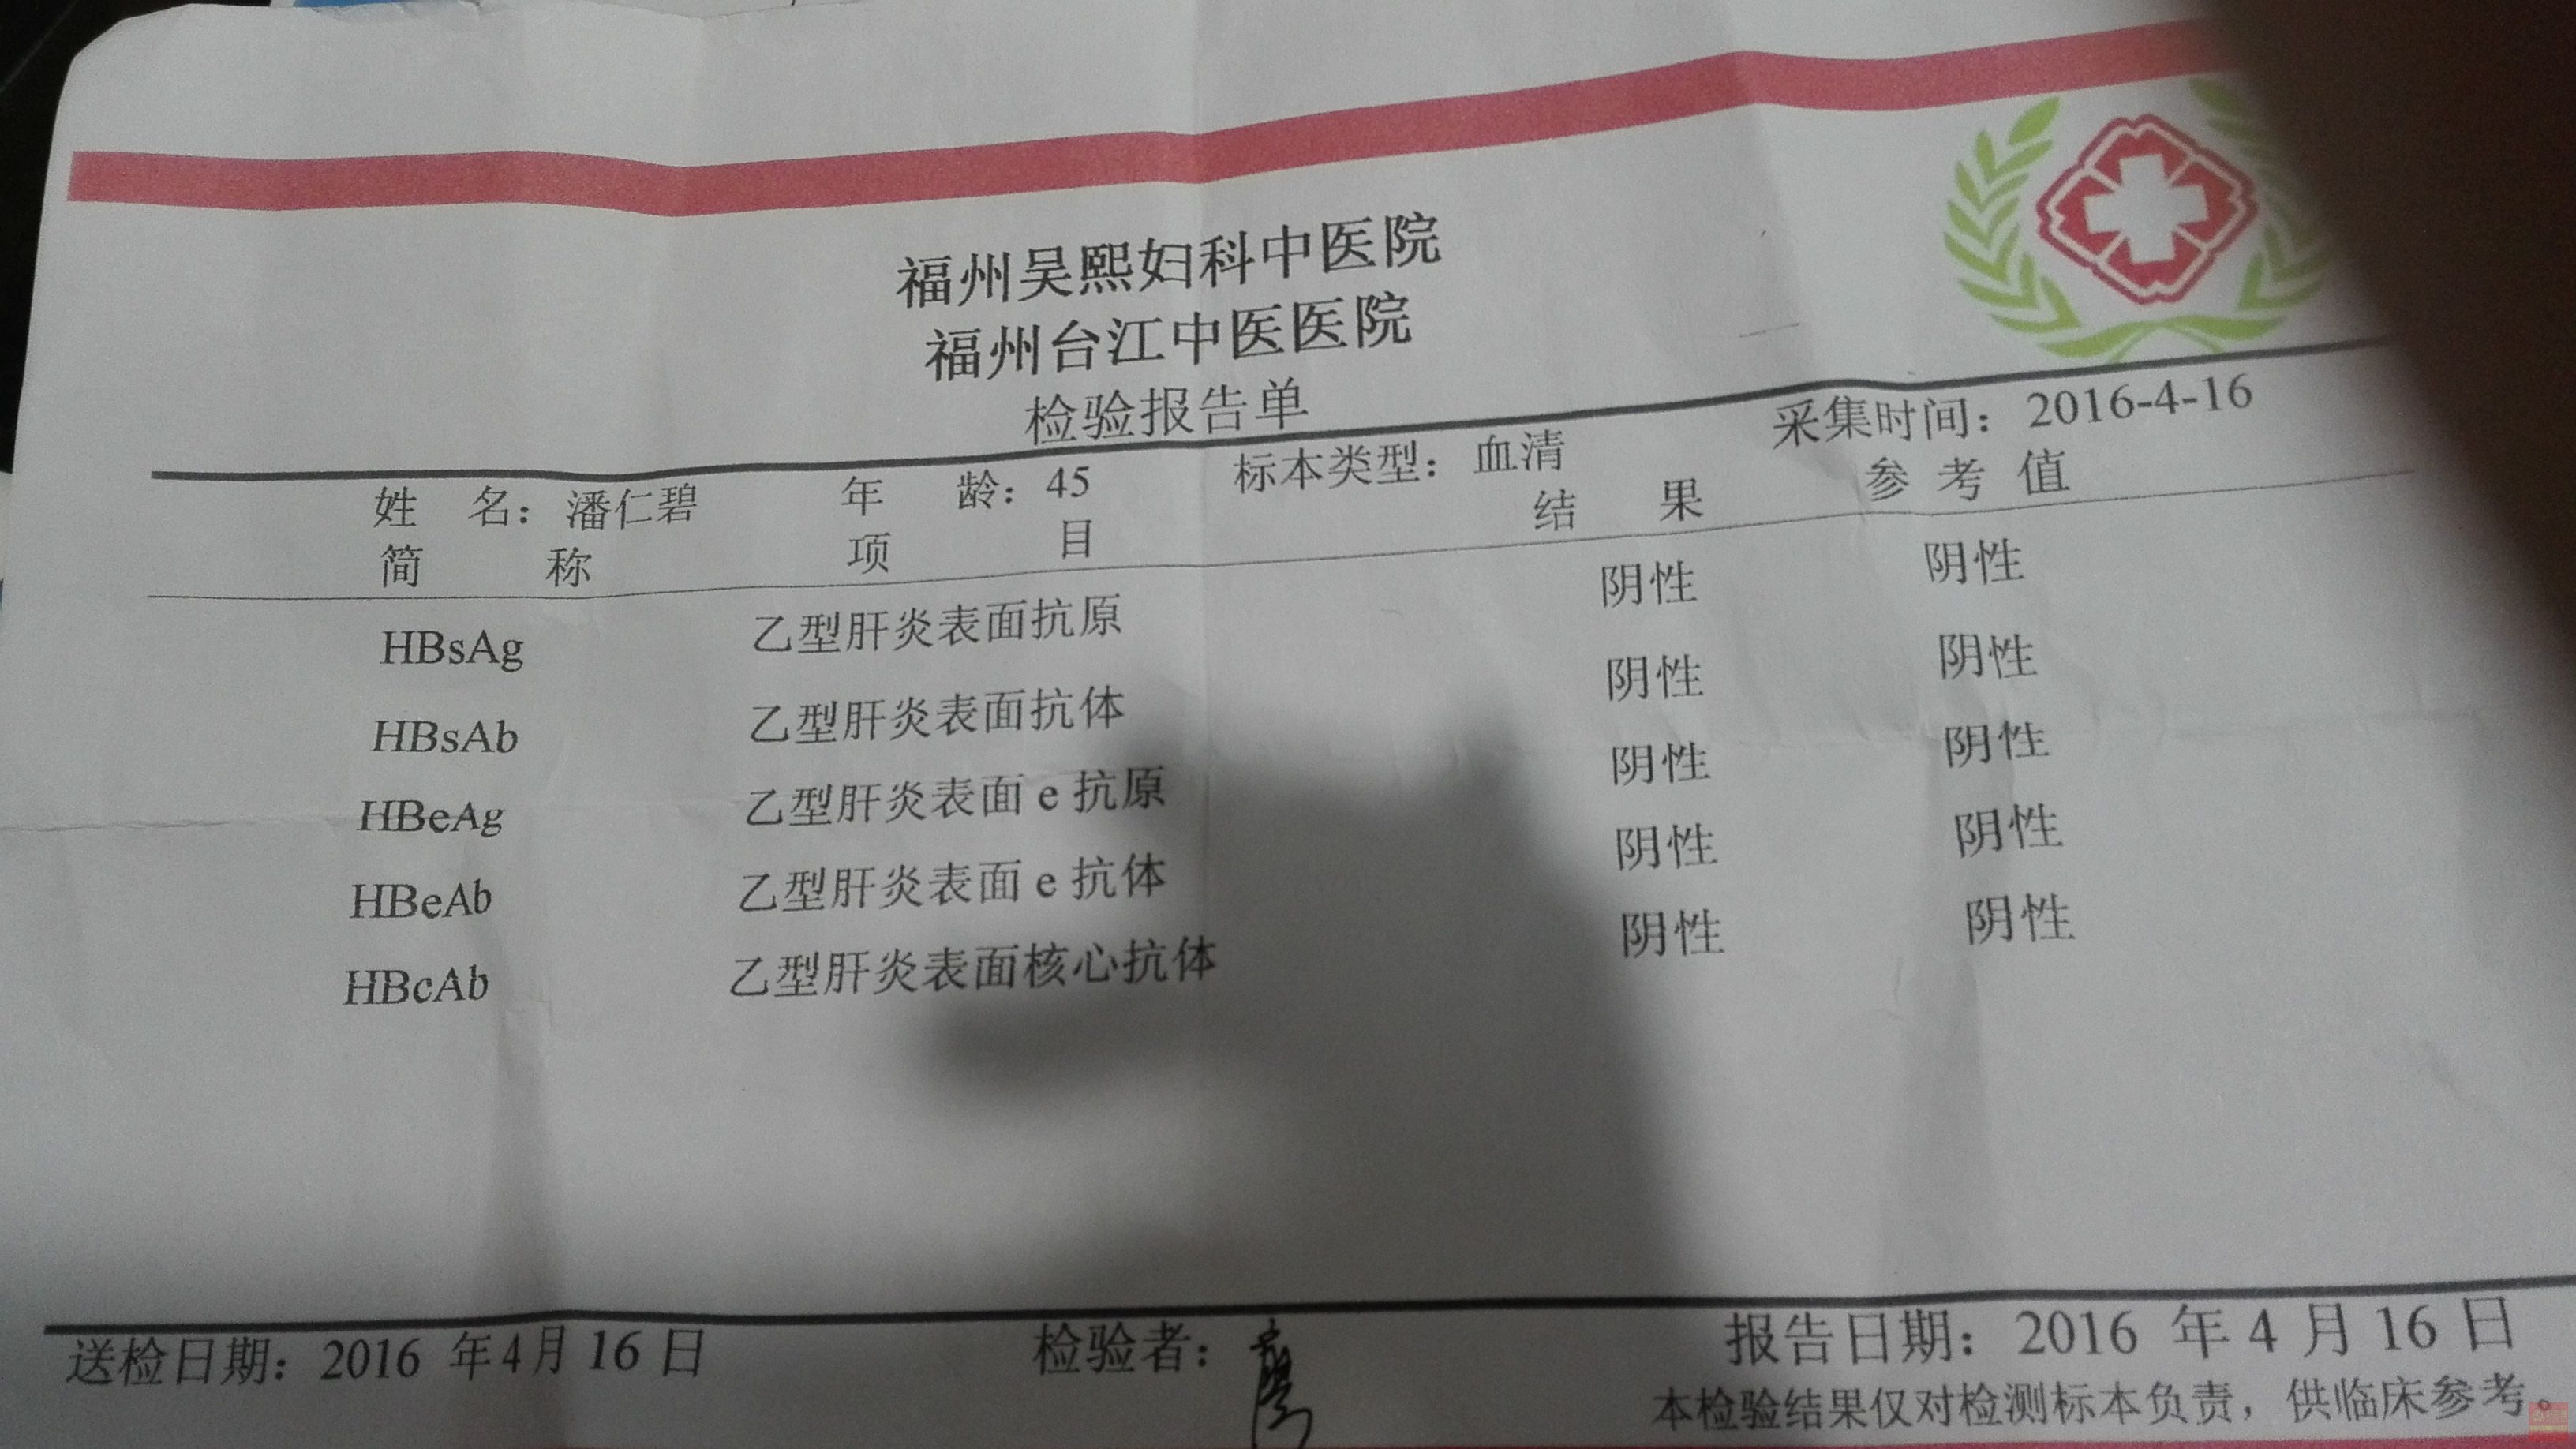 福州吴熙妇科中医院
福州台江中医医院
检验报告单
姓 名：潘仁碧 年 龄：45 标本类型：血清 采集时间：2016-4-16
简 称 项 目 结 果 参 考 值
HBsAg 乙型肝炎表面抗原 阴性 阴性
HBsAb 乙型肝炎表面抗体 阴性 阴性
HBeAg 乙型肝炎表面 e 抗原 阴性 阴性
HBeAb 乙型肝炎表面 e 抗体 阴性 阴性
HBcAb 乙型肝炎表面核心抗体 阴性 阴性
送检日期：2016 年4月 16 日 检验者： 报告日期：2016 年 4 月 16 日
本检验结果仅对检测标本负责，供临床参考。